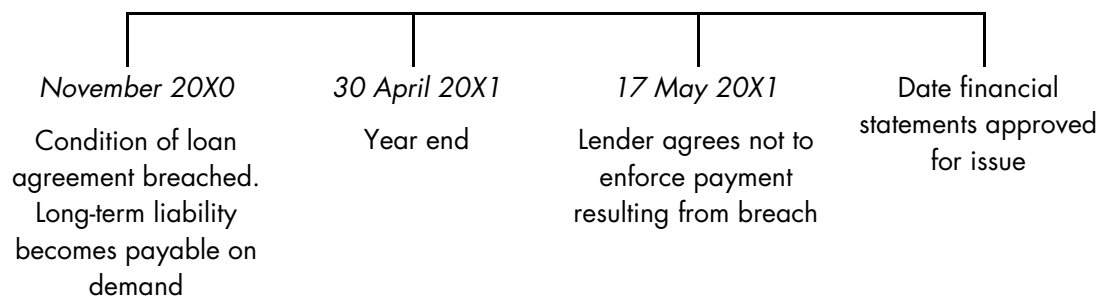 November 20X0
Condition of loan
agreement breached.
Long-term liability
becomes payable on
demand
30 April 20X1
Year end
17 May 20X1
Lender agrees not to
enforce payment
resulting from breach
Date financial
statements approved
for issue